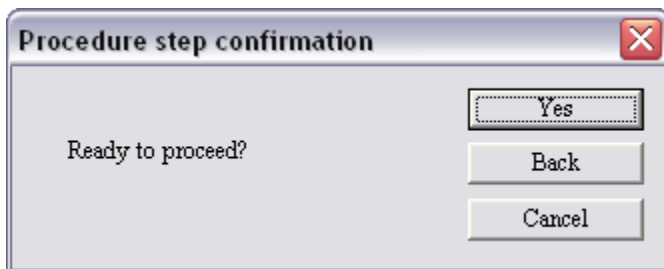 Procedure step confirmation
Ready to proceed?
Yes
Back
Cancel